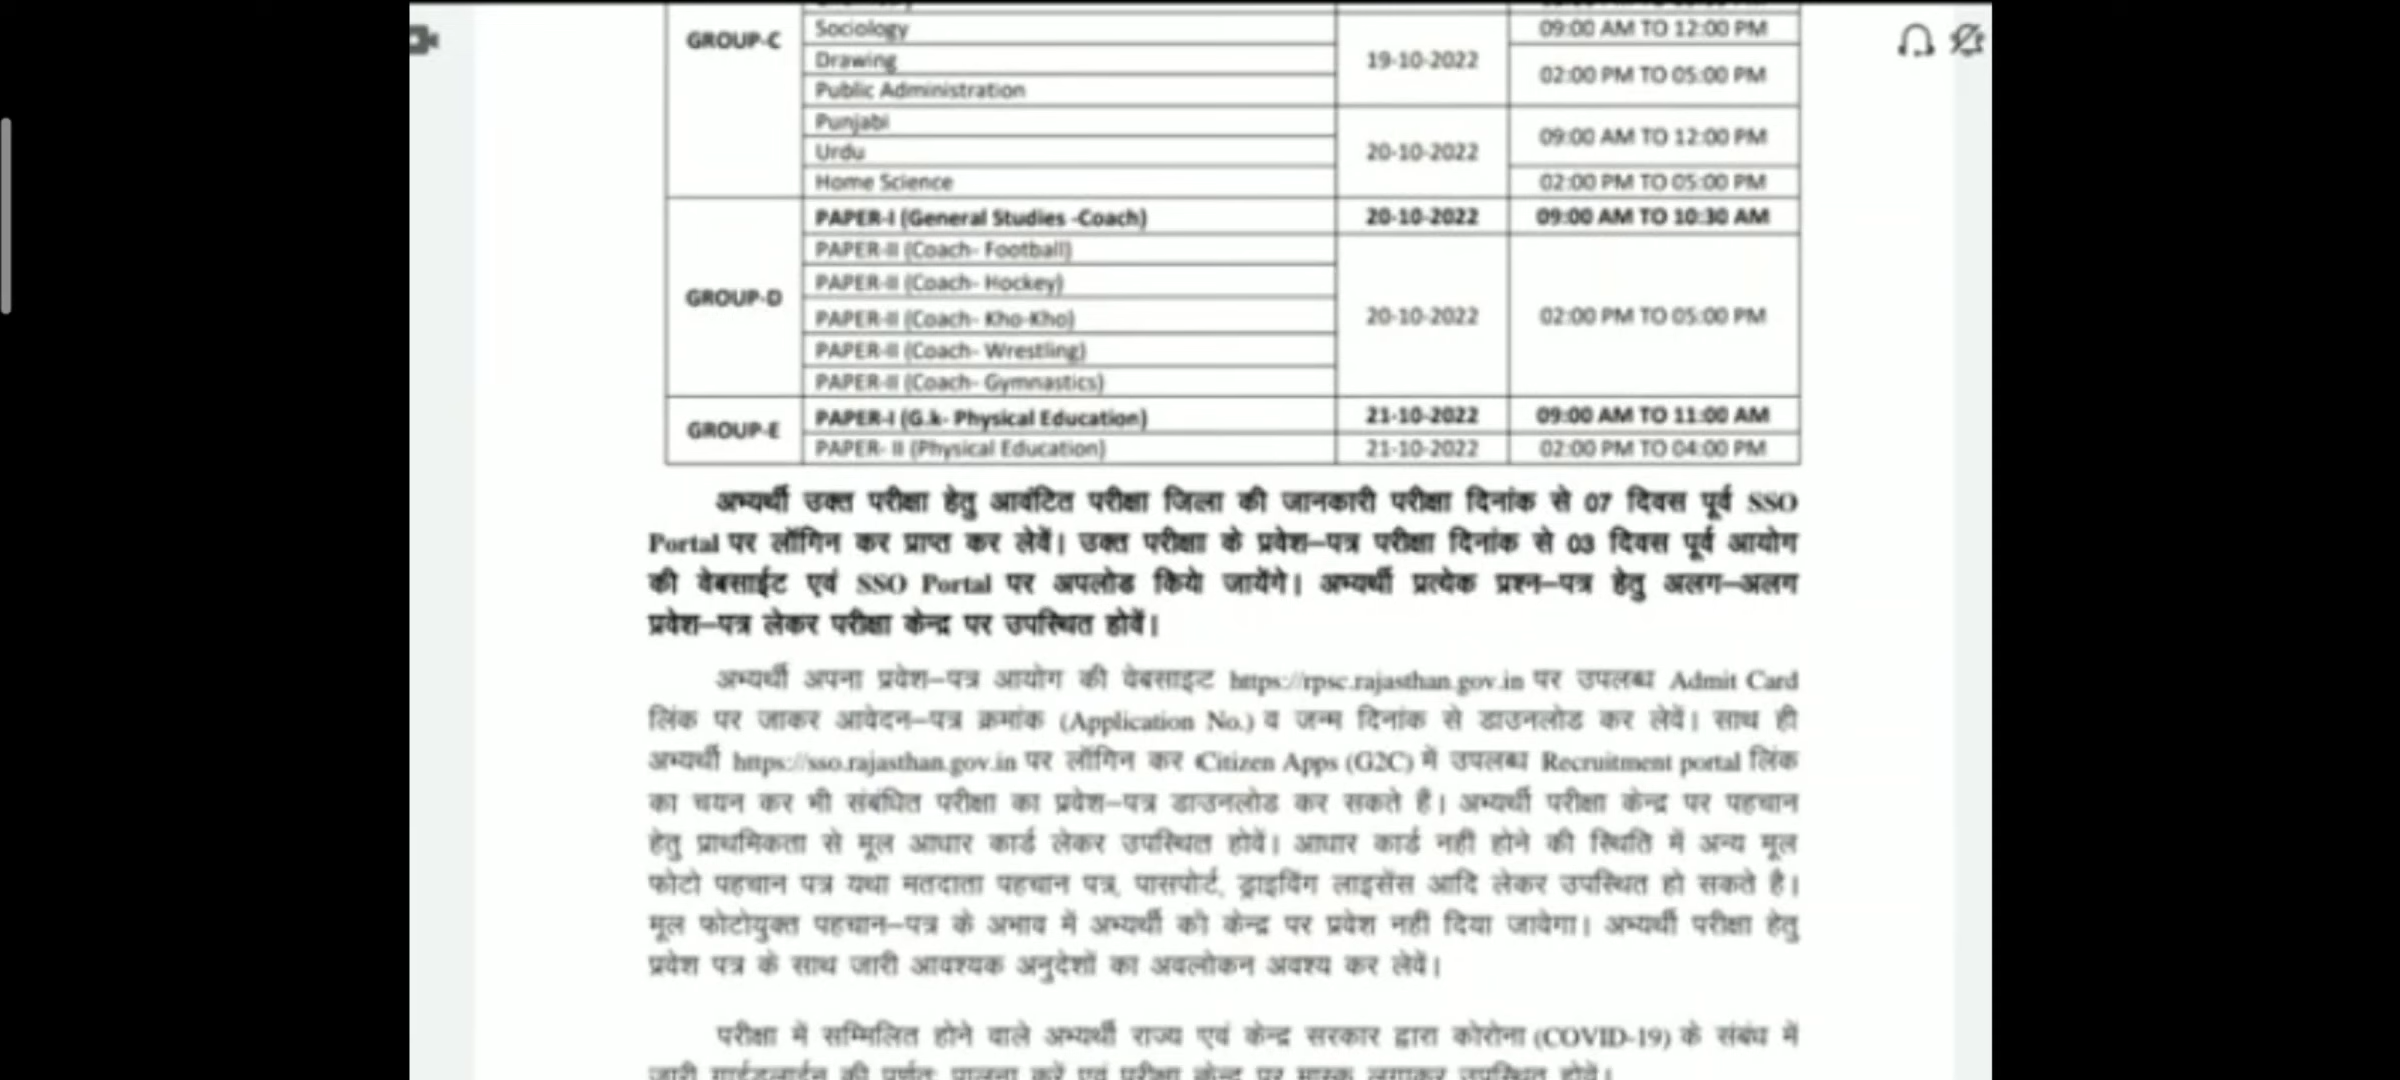 GROUP-C
Sociology 09:00 AM TO 12:00 PM
Drawing 19-10-2022 02:00 PM TO 05:00 PM
Public Administration
Punjabi 09:00 AM TO 12:00 PM
Urdu 20-10-2022
Home Science 02:00 PM TO 05:00 PM
GROUP-D
PAPER-I (General Studies -Coach) 20-10-2022 09:00 AM TO 10:30 AM
PAPER-II (Coach- Football)
PAPER-II (Coach- Hockey)
PAPER-II (Coach- Kho-Kho) 20-10-2022 02:00 PM TO 05:00 PM
PAPER-II (Coach- Wrestling)
PAPER-II (Coach- Gymnastics)
GROUP-E
PAPER-I (G.k- Physical Education) 21-10-2022 09:00 AM TO 11:00 AM
PAPER- II (Physical Education) 21-10-2022 02:00 PM TO 04:00 PM
अभ्यर्थी उक्त परीक्षा हेतु आवंटित परीक्षा जिला की जानकारी परीक्षा दिनांक से 07 दिवस पूर्व SSO
Portal पर लॉगिन कर प्राप्त कर लेवें। उक्त परीक्षा के प्रवेश–पत्र परीक्षा दिनांक से 03 दिवस पूर्व आयोग
की वेबसाईट एवं SSO Portal पर अपलोड किये जायेंगे। अभ्यर्थी प्रत्येक प्रश्न–पत्र हेतु अलग–अलग
प्रवेश–पत्र लेकर परीक्षा केन्द्र पर उपस्थित होवें।
अभ्यर्थी अपना प्रवेश–पत्र आयोग की वेबसाइट https://rpsc.rajasthan.gov.in पर उपलब्ध Admit Card
लिंक पर जाकर आवेदन–पत्र क्रमांक (Application No.) व जन्म दिनांक से डाउनलोड कर लेवें। साथ ही
अभ्यर्थी https://sso.rajasthan.gov.in पर लॉगिन कर Citizen Apps (G2C) में उपलब्ध Recruitment portal लिंक
का चयन कर भी संबंधित परीक्षा का प्रवेश–पत्र डाउनलोड कर सकते है। अभ्यर्थी परीक्षा केन्द्र पर पहचान
हेतु प्राथमिकता से मूल आधार कार्ड लेकर उपस्थित होवें। आधार कार्ड नहीं होने की स्थिति में अन्य मूल
फोटो पहचान पत्र यथा मतदाता पहचान पत्र, पासपोर्ट, ड्राइविंग लाइसेंस आदि लेकर उपस्थित हो सकते है।
मूल फोटोयुक्त पहचान–पत्र के अभाव में अभ्यर्थी को केन्द्र पर प्रवेश नही दिया जावेगा। अभ्यर्थी परीक्षा हेतु
प्रवेश पत्र के साथ जारी आवश्यक अनुदेशों का अवलोकन अवश्य कर लेवें।
परीक्षा में सम्मिलित होने वाले अभ्यर्थी राज्य एवं केन्द्र सरकार द्वारा कोरोना (COVID-19) के संबंध में